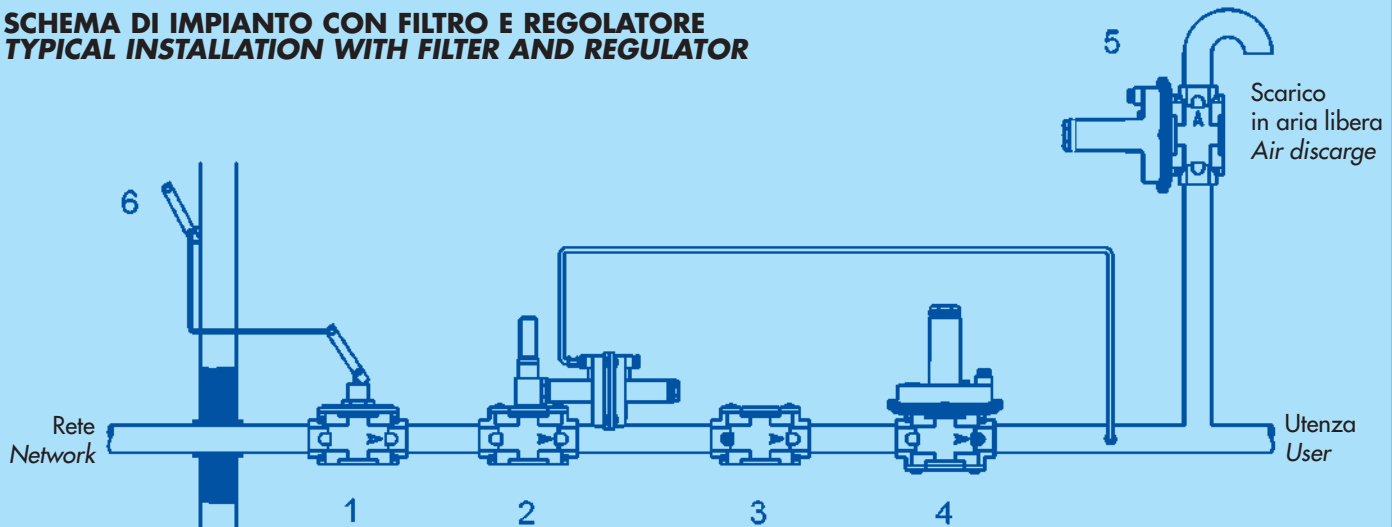 SCHEMA DI IMPIANTO CON FILTRO E REGOLATORE
TYPICAL INSTALLATION WITH FILTER AND REGULATOR
5
Scarico
in aria libera
Air discarge
A
6
Rete
Network
A
A
A
A
Utenza
User
1
2
3
4